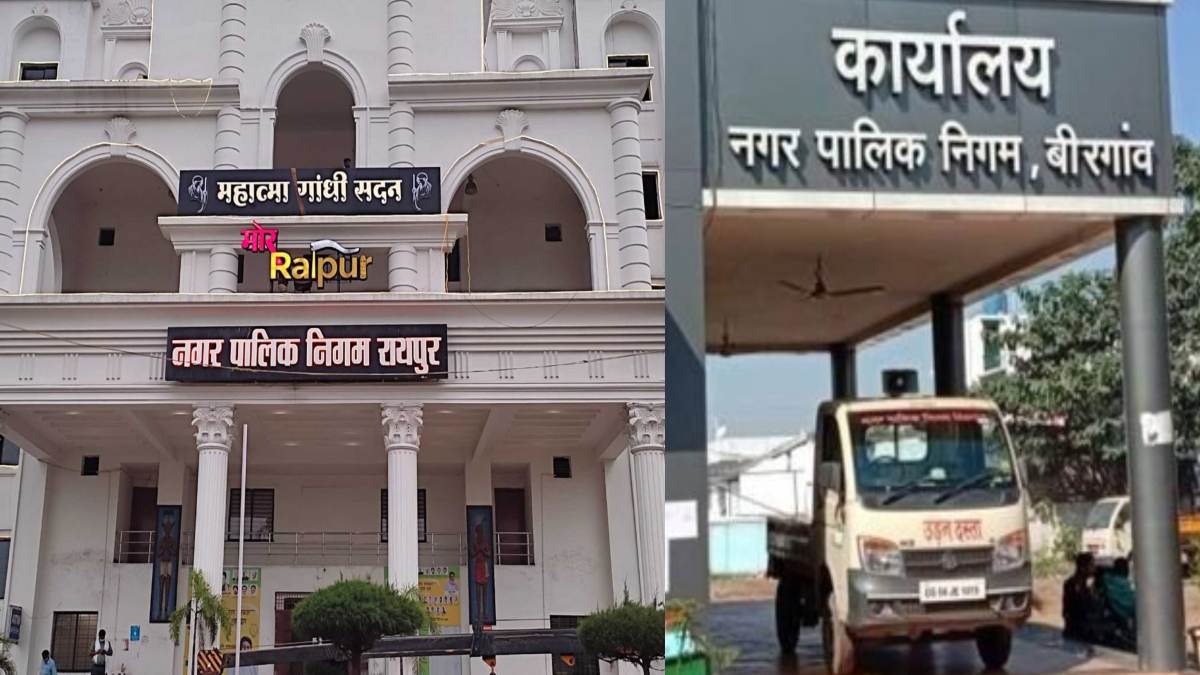 महात्मा गांधी सदन
मोर
Raipur
नगर पालिक निगम रायपुर
कार्यालय
नगर पालिक निगम, बीरगांव
उड़न दस्ता